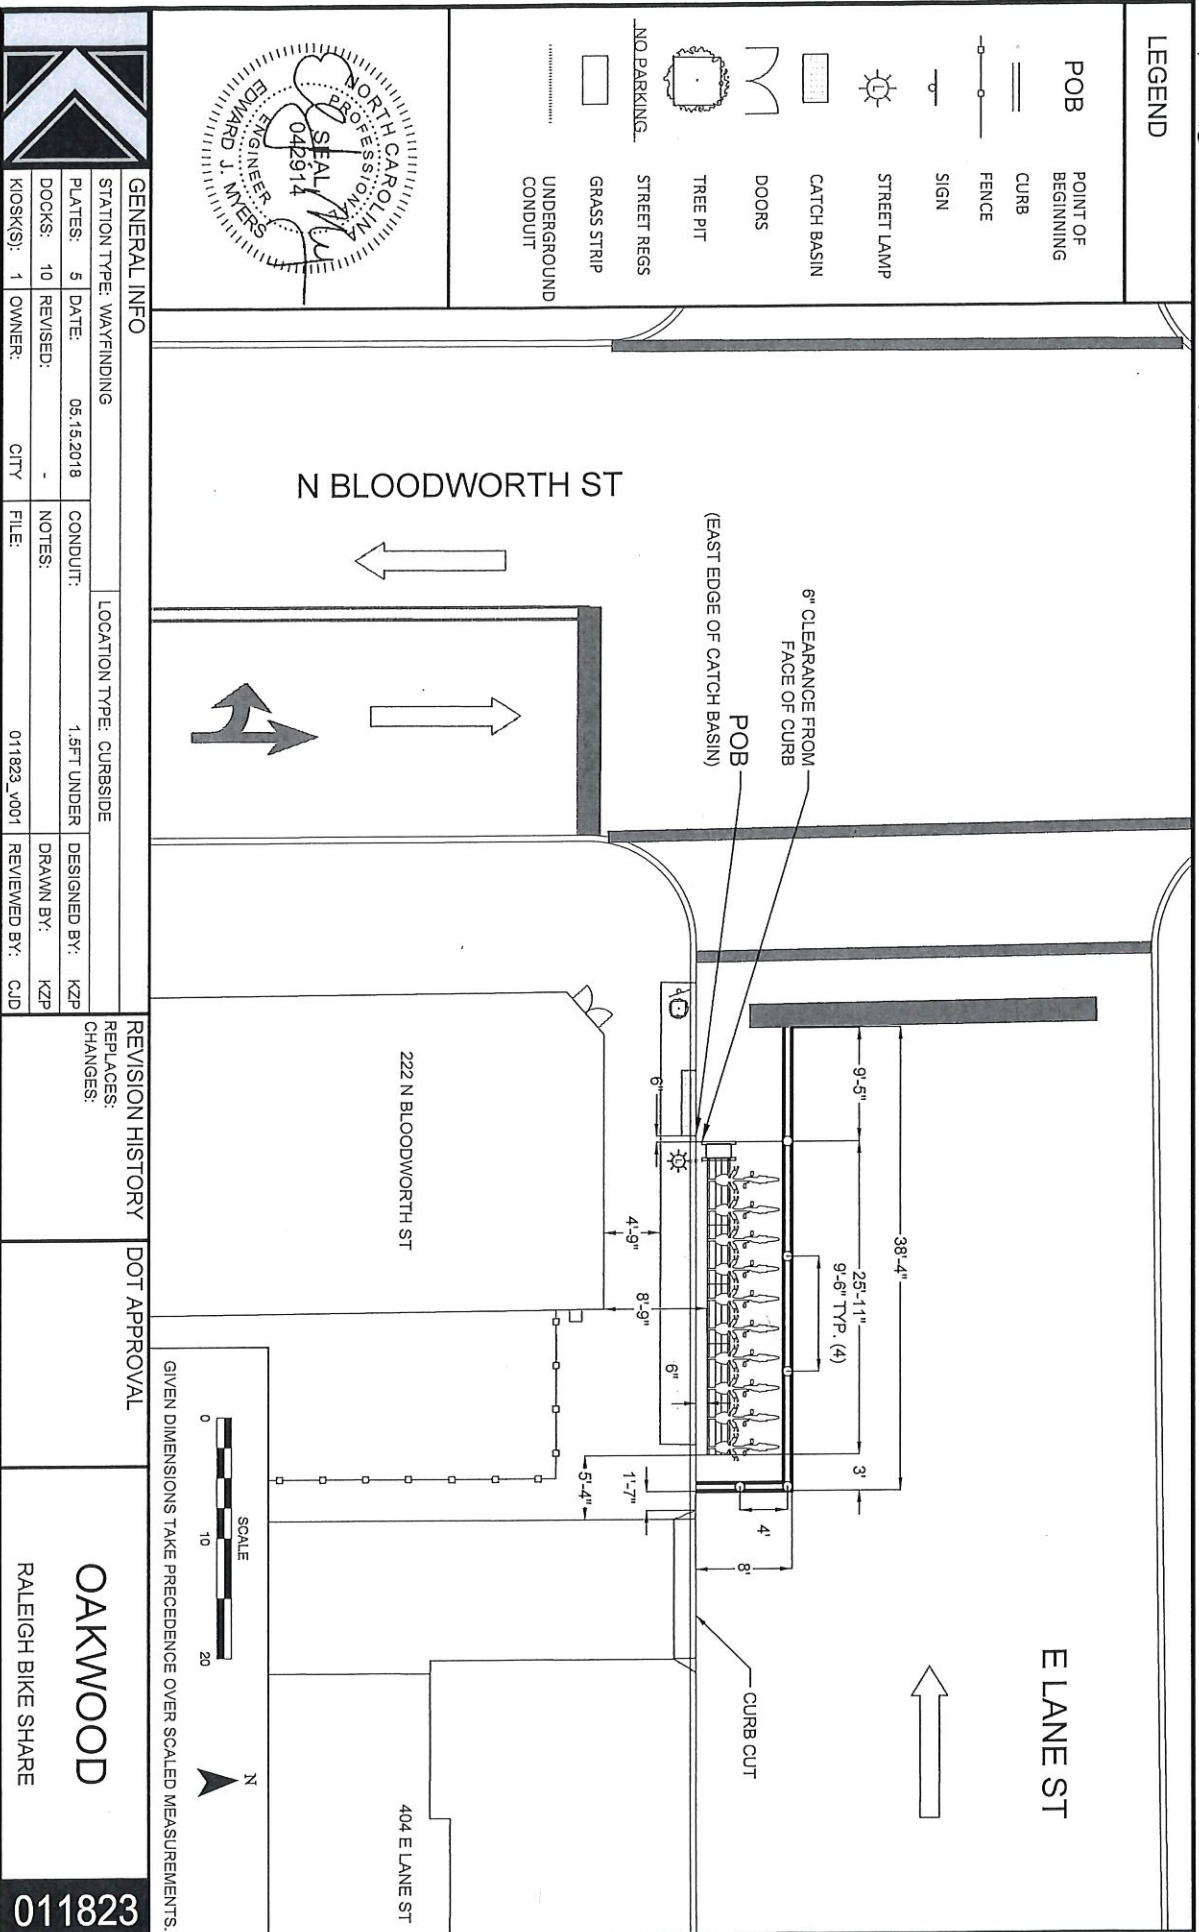 LEGEND
POB
POINT OF
BEGINNING
CURB
FENCE
SIGN
L
STREET LAMP
CATCH BASIN
DOORS
TREE PIT
NO PARKING
STREET REGS
GRASS STRIP
UNDERGROUND
CONDUIT
NORTH CAROLINA
PROFESSIONAL
SEAL
042914
ENGINEER
EDWARD J. MYERS
N BLOODWORTH ST
6" CLEARANCE FROM
FACE OF CURB
POB
(EAST EDGE OF CATCH BASIN)
E LANE ST
38'-4"
9'-5"
25'-11"
3'
9'-6" TYP. (4)
4'
8'
CURB CUT
6"
L
4'-9"
8'-9"
6"
1'-7"
5'-4"
222 N BLOODWORTH ST
404 E LANE ST
SCALE
0
10
20
N
GIVEN DIMENSIONS TAKE PRECEDENCE OVER SCALED MEASUREMENTS.
GENERAL INFO
STATION TYPE: WAYFINDING
LOCATION TYPE: CURBSIDE
PLATES: 5 DATE: 05.15.2018 CONDUIT: 1.5FT UNDER DESIGNED BY: KZP
DOCKS: 10 REVISED: - NOTES: DRAWN BY: KZP
KIOSK(S): 1 OWNER: CITY FILE: 011823_v001 REVIEWED BY: CJD
REVISION HISTORY
REPLACES:
CHANGES:
DOT APPROVAL
OAKWOOD
RALEIGH BIKE SHARE
011823